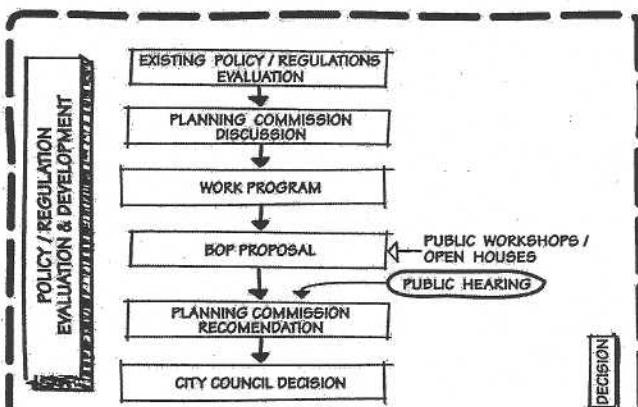 POLICY / REGULATION
EVALUATION & DEVELOPMENT
EXISTING POLICY / REGULATIONS
EVALUATION
PLANNING COMMISSION
DISCUSSION
WORK PROGRAM
BOP PROPOSAL
PUBLIC WORKSHOPS /
OPEN HOUSES
PUBLIC HEARING
PLANNING COMMISSION
RECOMENDATION
CITY COUNCIL DECISION
DECISION